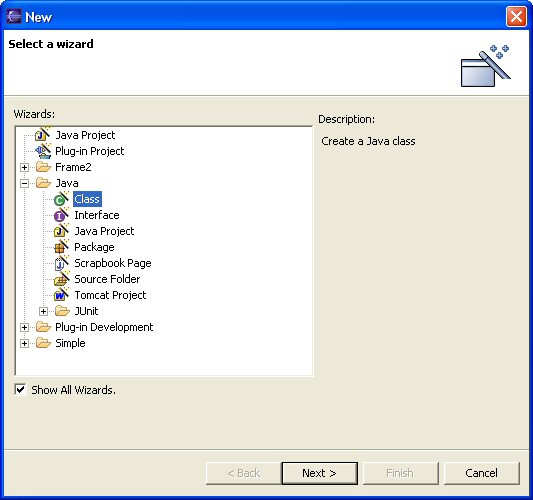 New
Select a wizard
Wizards:
Description:
Java Project
Create a Java class
Plug-in Project
Frame2
Java
Class
Interface
Java Project
Package
Scrapbook Page
Source Folder
Tomcat Project
JUnit
Plug-in Development
Simple
Show All Wizards.
< Back
Next >
Finish
Cancel